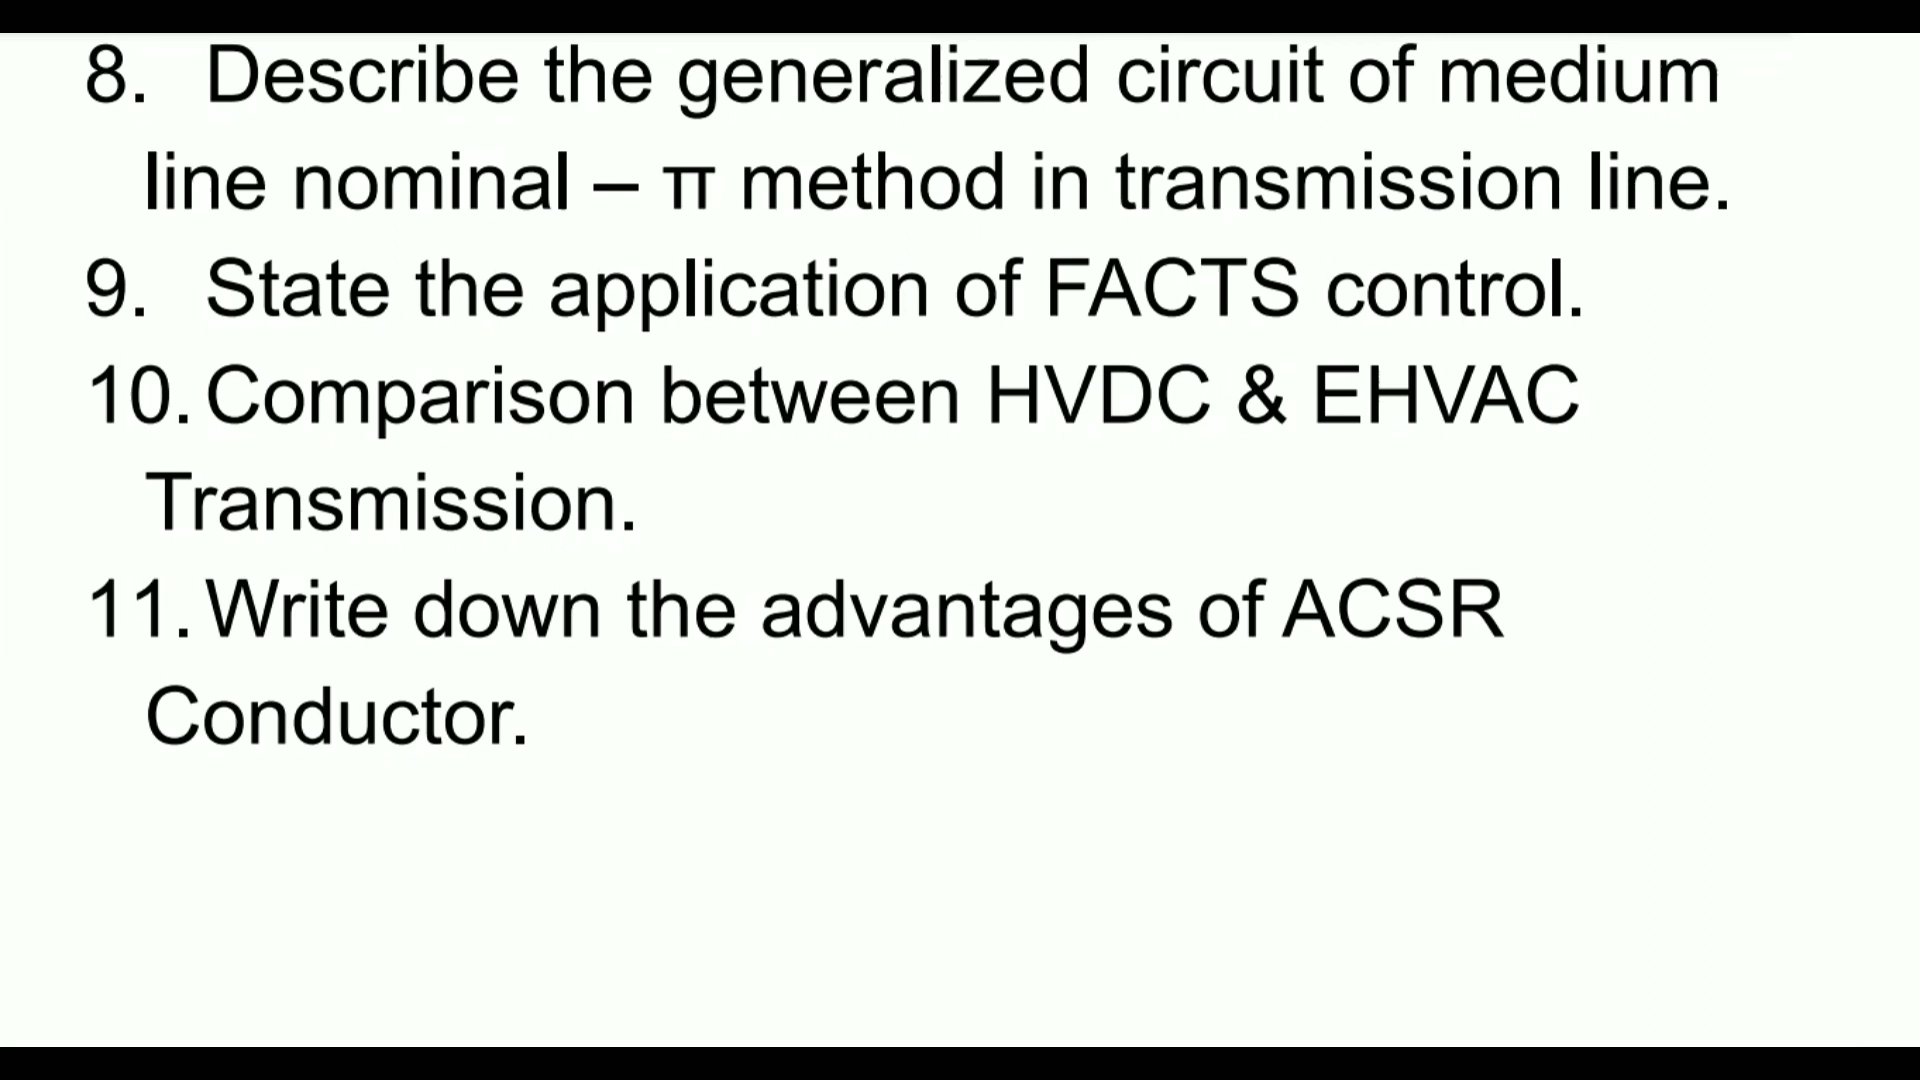 8. Describe the generalized circuit of medium
line nominal – π method in transmission line.
9. State the application of FACTS control.
10. Comparison between HVDC & EHVAC
Transmission.
11. Write down the advantages of ACSR
Conductor.